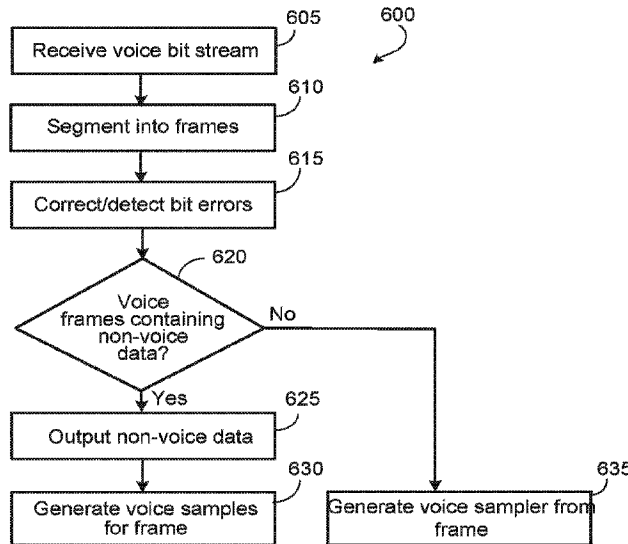 605
600
Receive voice bit stream
610
Segment into frames
615
Correct/detect bit errors
620
Voice
frames containing
non-voice
data?
No
Yes
625
Output non-voice data
630
635
Generate voice samples
for frame
Generate voice sampler from
frame